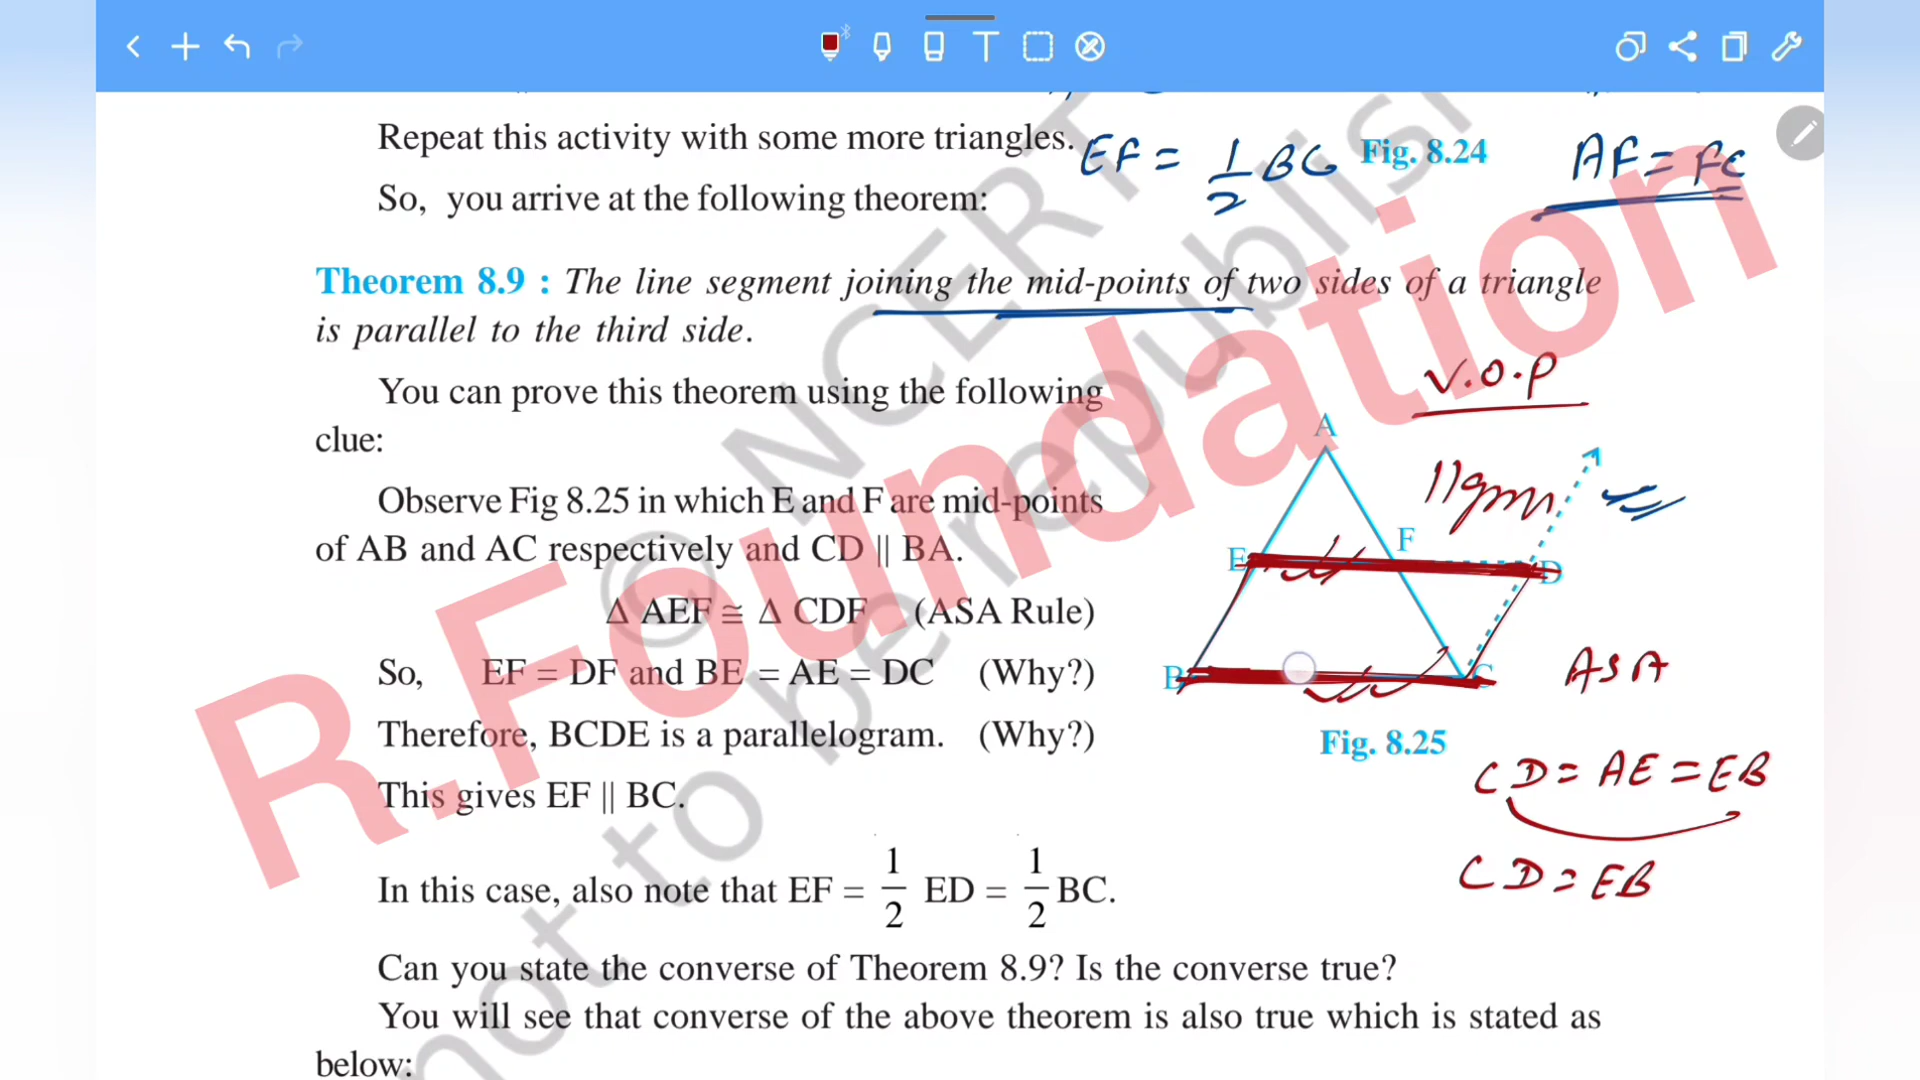 Repeat this activity with some more triangles.
EF = 1/2 BC
Fig. 8.24
AF = FC
So, you arrive at the following theorem:
Theorem 8.9 : The line segment joining the mid-points of two sides of a triangle
is parallel to the third side.
You can prove this theorem using the following
clue:
V.O.P
A
Observe Fig 8.25 in which E and F are mid-points
of AB and AC respectively and CD || BA.
||gm
E
F
D
Δ AEF ≅ Δ CDF (ASA Rule)
So, EF = DF and BE = AE = DC (Why?)
B
C
ASA
Therefore, BCDE is a parallelogram. (Why?)
Fig. 8.25
This gives EF || BC.
CD = AE = EB
In this case, also note that EF = 1/2 ED = 1/2 BC.
CD = EB
Can you state the converse of Theorem 8.9? Is the converse true?
You will see that converse of the above theorem is also true which is stated as
below:
© NCERT
not to be republis
R.Foundation